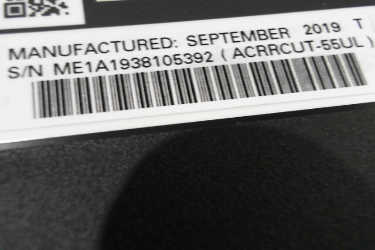 MANUFACTURED: SEPTEMBER 2019 T
S/N ME1A1938105392 (ACRRCUT-55UL)